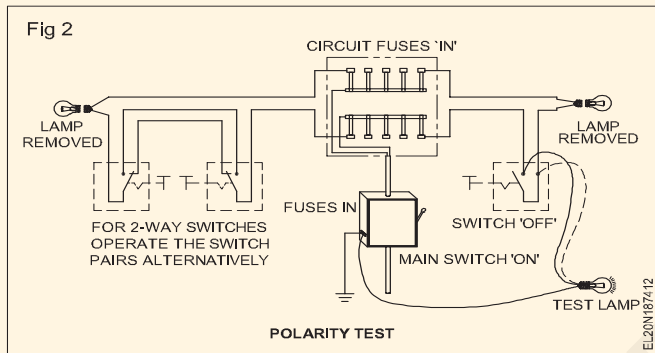 Fig 2
CIRCUIT FUSES `IN'
LAMP
REMOVED
LAMP
REMOVED
FOR 2-WAY SWITCHES
OPERATE THE SWITCH
PAIRS ALTERNATIVELY
FUSES IN
SWITCH 'OFF'
MAIN SWITCH 'ON'
TEST LAMP
POLARITY TEST
EL20N187412